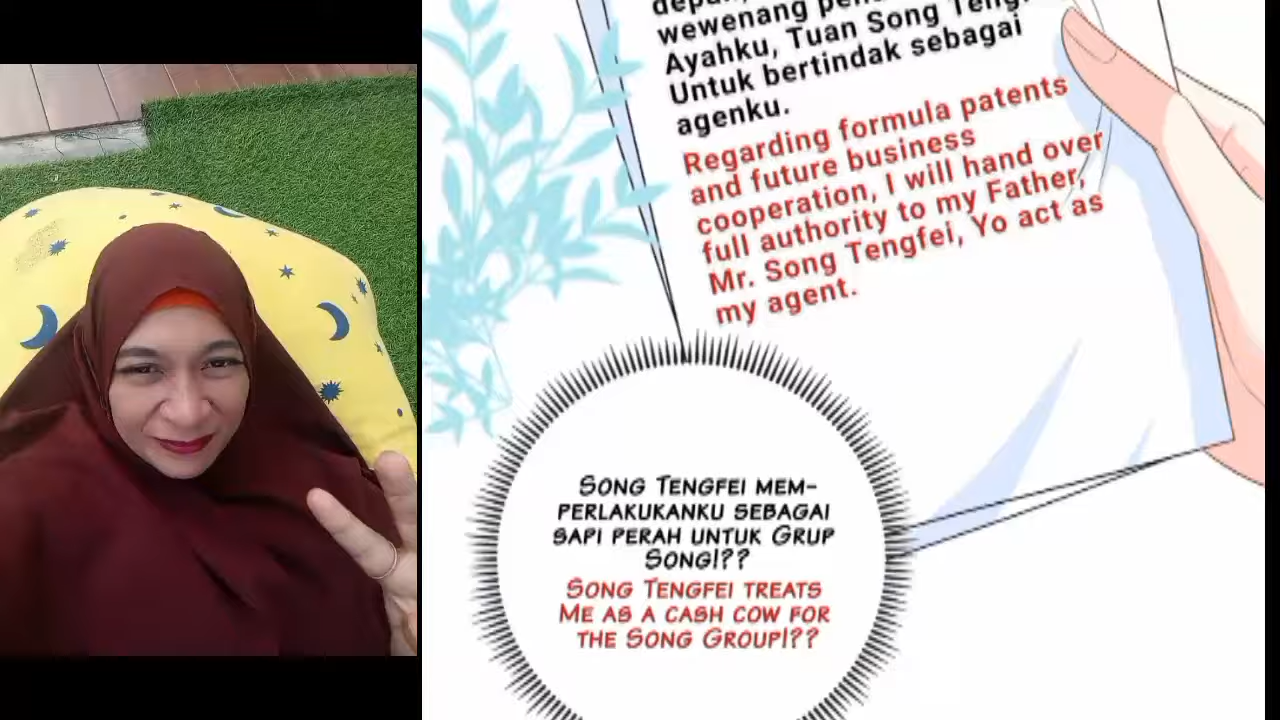 wewenang
Ayahku, Tuan Song
Untuk bertindak sebagai
agenku.
Regarding formula patents
and future business
cooperation, I will hand over
full authority to my Father,
Mr. Song Tengfei, Yo act as
my agent.
SONG TENGFEI MEM-
PERLAKUKANKU SEBAGAI
SAPI PERAH UNTUK GRUP
SONG!??
SONG TENGFEI TREATS
ME AS A CASH COW FOR
THE SONG GROUP!??